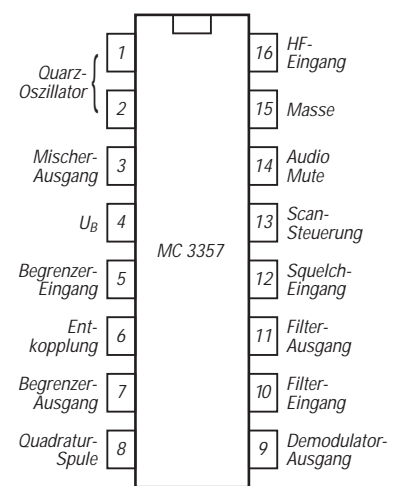 1
2
Quarz-
Oszillator
3
Mischer-
Ausgang
4
U_B
5
Begrenzer-
Eingang
6
Ent-
kopplung
7
Begrenzer-
Ausgang
8
Quadratur-
Spule
MC 3357
16
HF-
Eingang
15
Masse
14
Audio
Mute
13
Scan-
Steuerung
12
Squelch-
Eingang
11
Filter-
Ausgang
10
Filter-
Eingang
9
Demodulator-
Ausgang